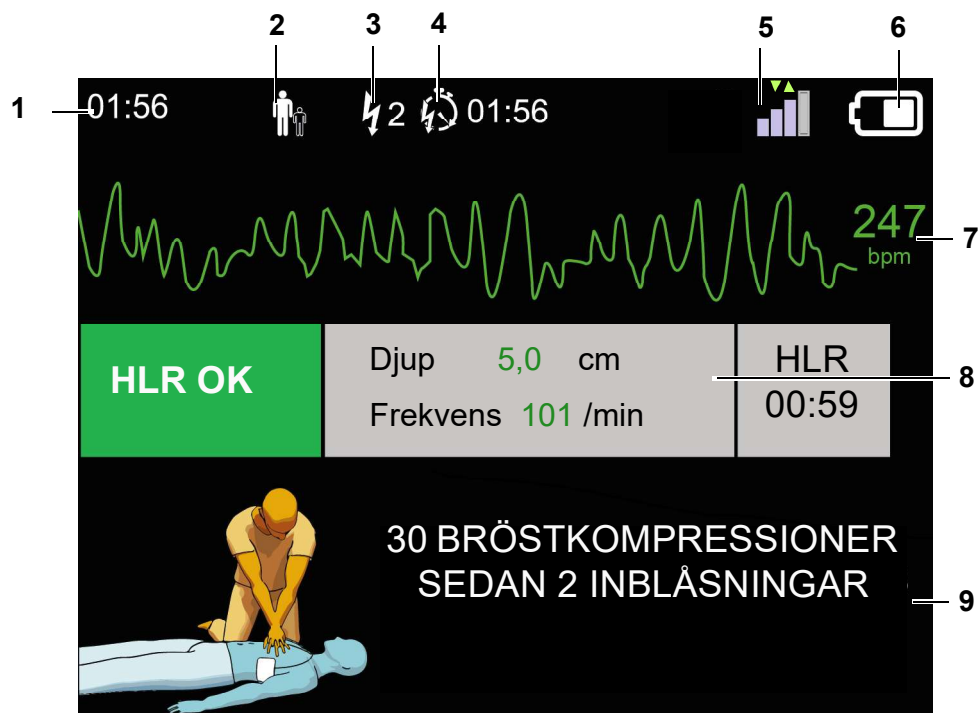 2 3 4 5 6
1
01:56 2 01:56
247
7
bpm
HLR OK
Djup 5,0 cm
Frekvens 101 /min
HLR
00:59
8
30 BRÖSTKOMPRESSIONER
SEDAN 2 INBLÅSNINGAR
9